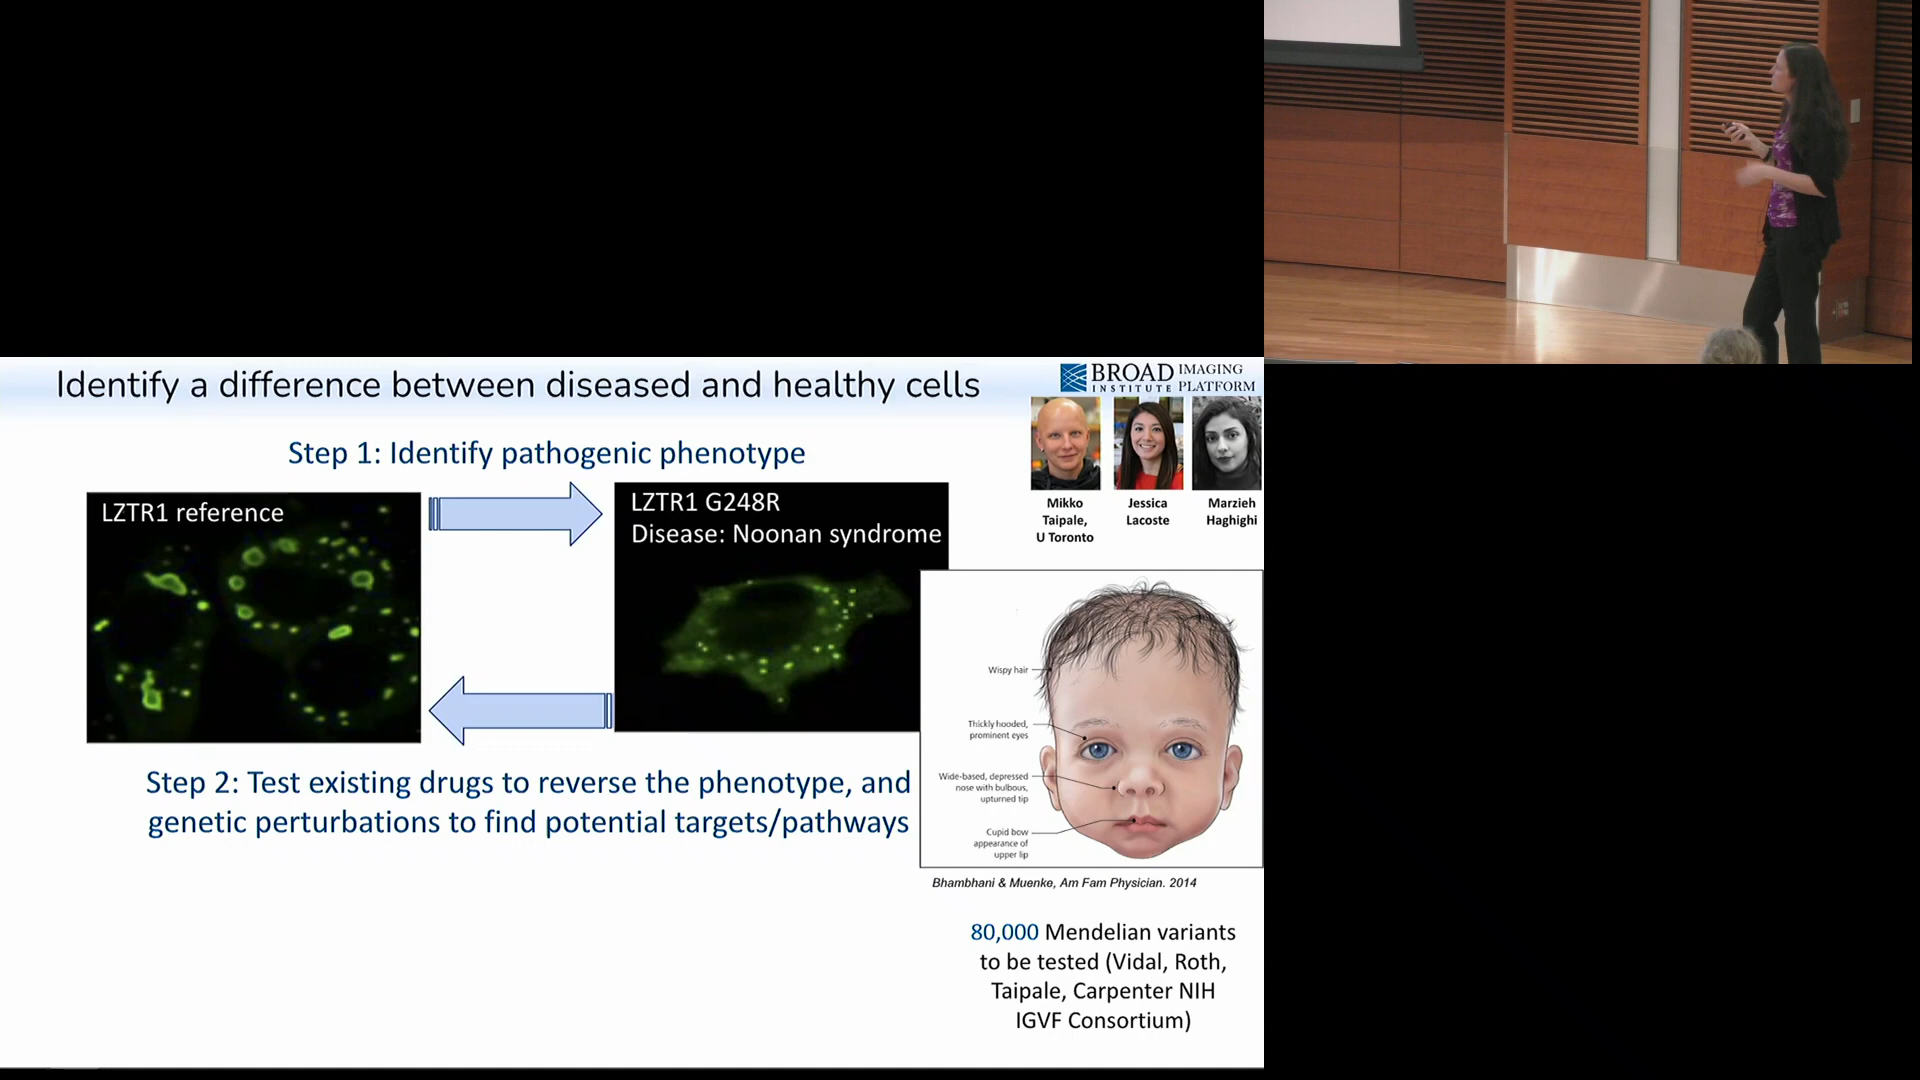 Identify a difference between diseased and healthy cells
BROAD
INSTITUTE
IMAGING
PLATFORM
Step 1: Identify pathogenic phenotype
LZTR1 reference
LZTR1 G248R
Disease: Noonan syndrome
Mikko
Taipale,
U Toronto
Jessica
Lacoste
Marzieh
Haghighi
Wispy hair
Thickly hooded,
prominent eyes
Wide-based, depressed
nose with bulbous,
upturned tip
Cupid bow
appearance of
upper lip
Step 2: Test existing drugs to reverse the phenotype, and
genetic perturbations to find potential targets/pathways
Bhambhani & Muenke, Am Fam Physician. 2014
80,000 Mendelian variants
to be tested (Vidal, Roth,
Taipale, Carpenter NIH
IGVF Consortium)